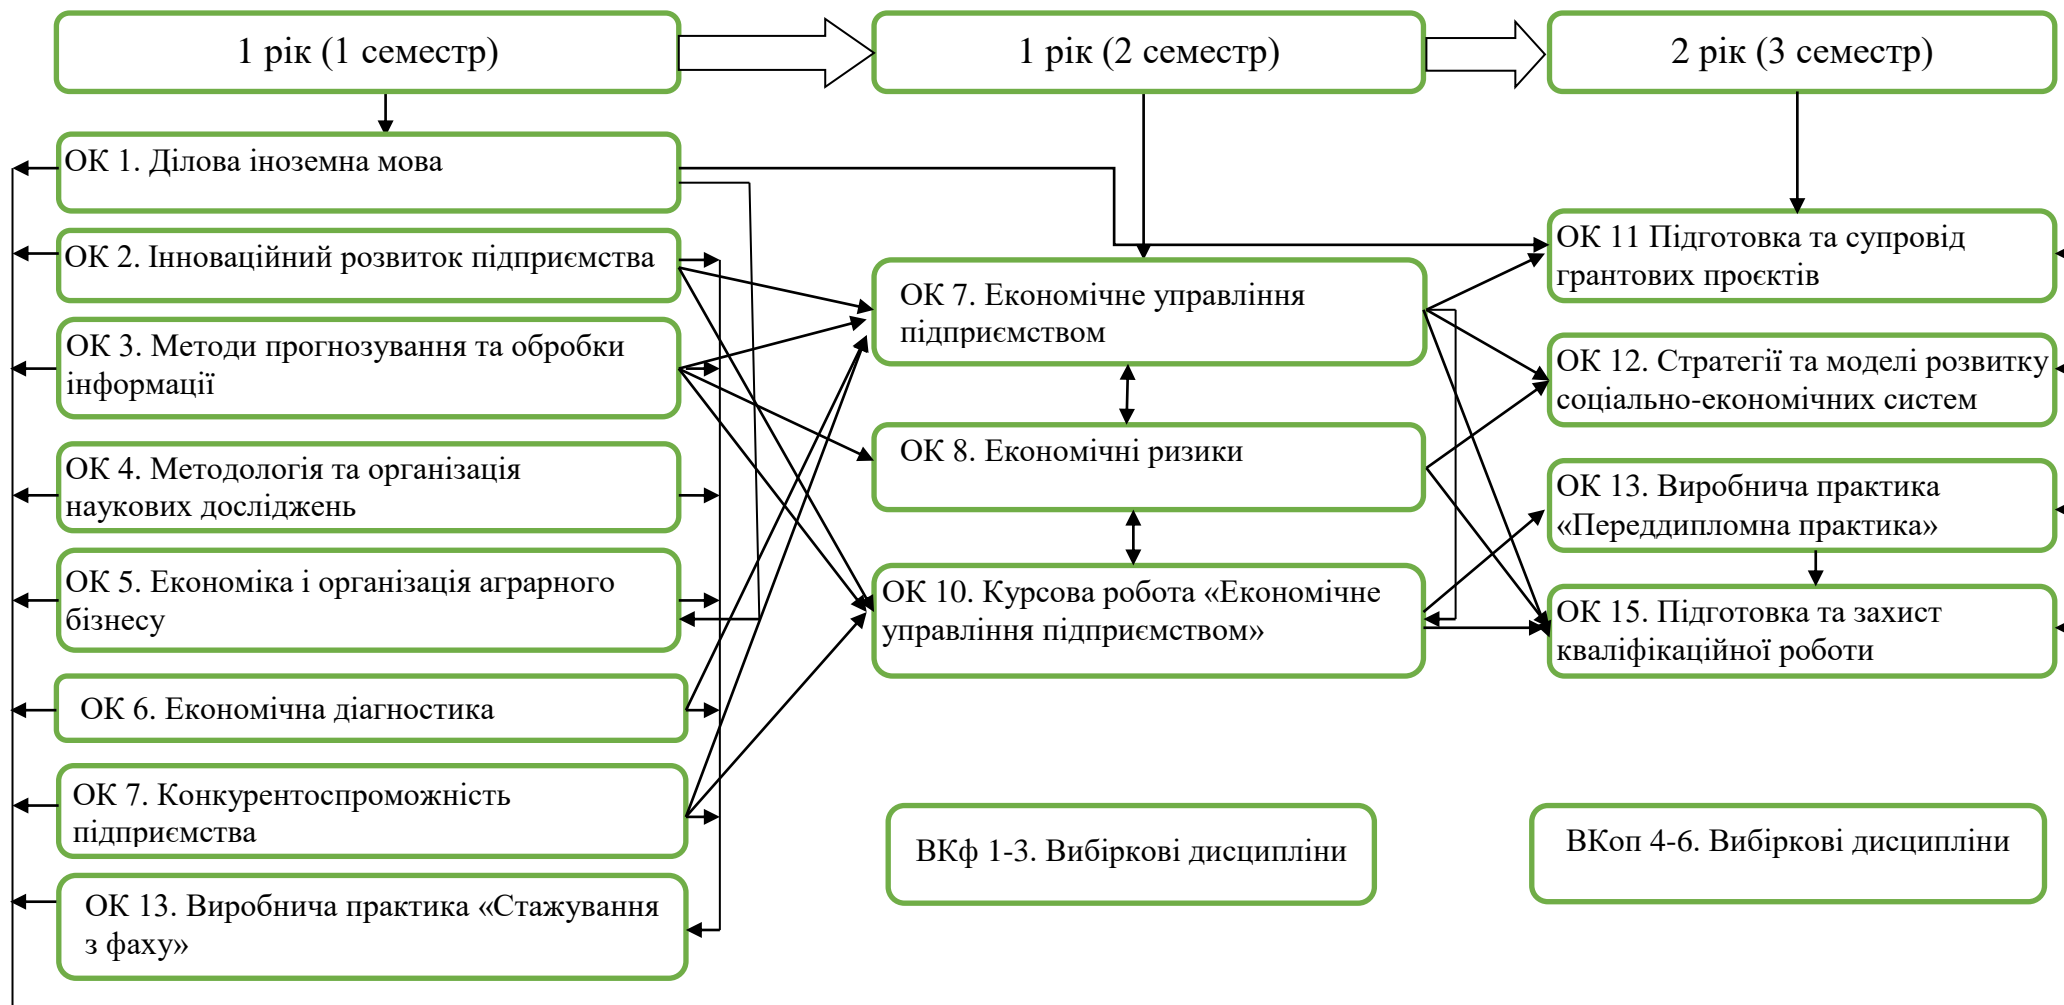 1 рік (1 семестр)
1 рік (2 семестр)
2 рік (3 семестр)
ОК 1. Ділова іноземна мова
ОК 2. Інноваційний розвиток підприємства
ОК 3. Методи прогнозування та обробки
інформації
ОК 4. Методологія та організація
наукових досліджень
ОК 5. Економіка і організація аграрного
бізнесу
ОК 6. Економічна діагностика
ОК 7. Конкурентоспроможність
підприємства
ОК 13. Виробнича практика «Стажування
з фаху»
ОК 7. Економічне управління
підприємством
ОК 8. Економічні ризики
ОК 10. Курсова робота «Економічне
управління підприємством»
ВКф 1-3. Вибіркові дисципліни
ОК 11 Підготовка та супровід
грантових проєктів
ОК 12. Стратегії та моделі розвитку
соціально-економічних систем
ОК 13. Виробнича практика
«Переддипломна практика»
ОК 15. Підготовка та захист
кваліфікаційної роботи
ВКоп 4-6. Вибіркові дисципліни